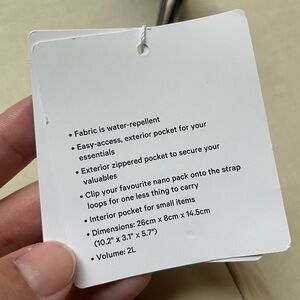 • Fabric is water-repellent
• Easy-access, exterior pocket for your
essentials
• Exterior zippered pocket to secure your
valuables
• Clip your favourite nano pack onto the strap
loops for one less thing to carry
• Interior pocket for small items
• Dimensions: 26cm x 8cm x 14.5cm
(10.2" x 3.1" x 5.7")
• Volume: 2L